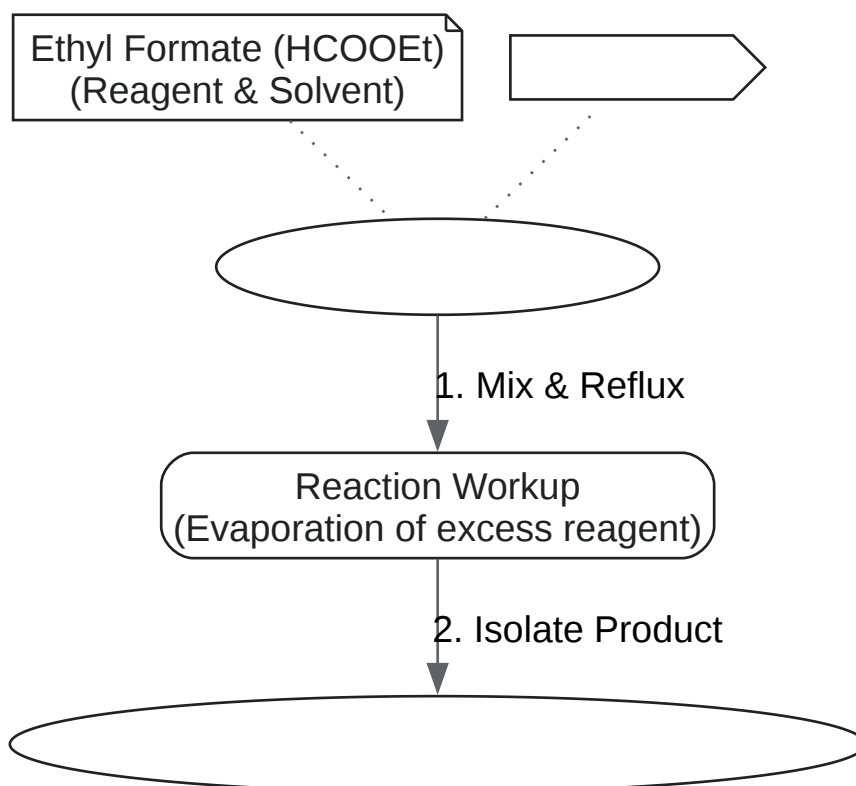 Ethyl Formate (HCOOEt)
(Reagent & Solvent)
1. Mix & Reflux
Reaction Workup
(Evaporation of excess reagent)
2. Isolate Product